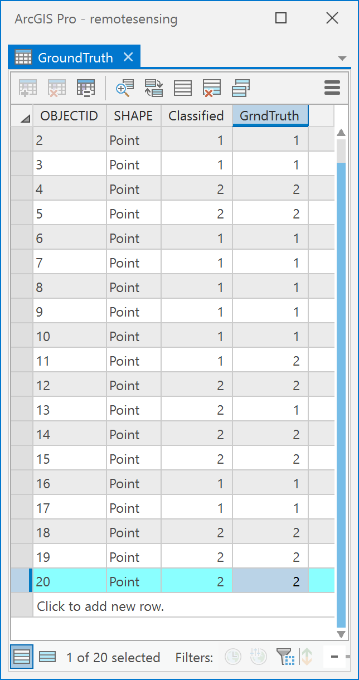 ArcGIS Pro - remotesensing
GroundTruth
OBJECTID SHAPE Classified GrndTruth
2 Point 1 1
3 Point 1 1
4 Point 2 2
5 Point 2 2
6 Point 1 1
7 Point 1 1
8 Point 1 1
9 Point 1 1
10 Point 1 1
11 Point 1 2
12 Point 2 2
13 Point 2 1
14 Point 2 2
15 Point 2 2
16 Point 1 1
17 Point 1 1
18 Point 2 2
19 Point 2 2
20 Point 2 2
Click to add new row.
1 of 20 selected Filters: